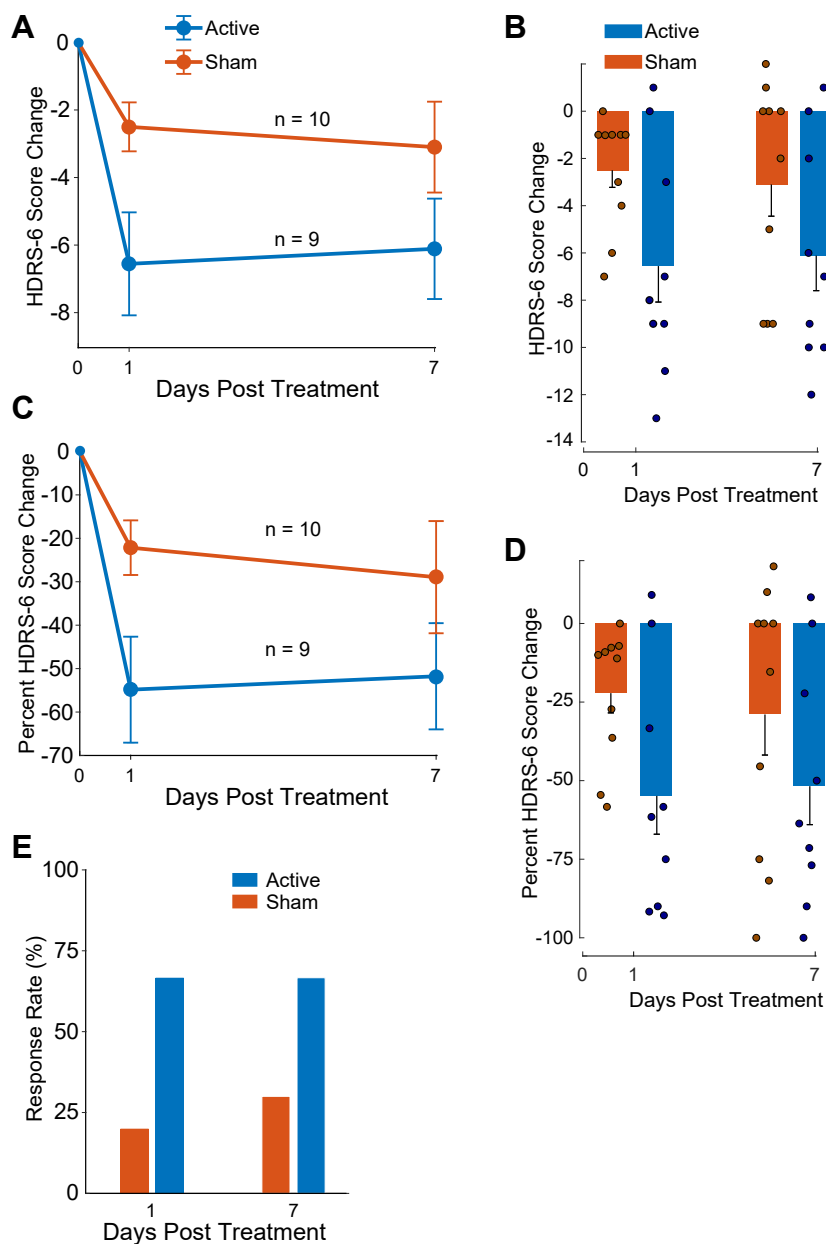 A
Active
Sham
HDRS-6 Score Change
0
-2
-4
-6
-8
n = 10
n = 9
0
1
7
Days Post Treatment
B
Active
Sham
HDRS-6 Score Change
0
-2
-4
-6
-8
-10
-12
-14
0
1
7
Days Post Treatment
C
Percent HDRS-6 Score Change
0
-10
-20
-30
-40
-50
-60
-70
n = 10
n = 9
0
1
7
Days Post Treatment
D
Percent HDRS-6 Score Change
0
-25
-50
-75
-100
0
1
7
Days Post Treatment
E
Active
Sham
Response Rate (%)
100
75
50
25
0
1
7
Days Post Treatment